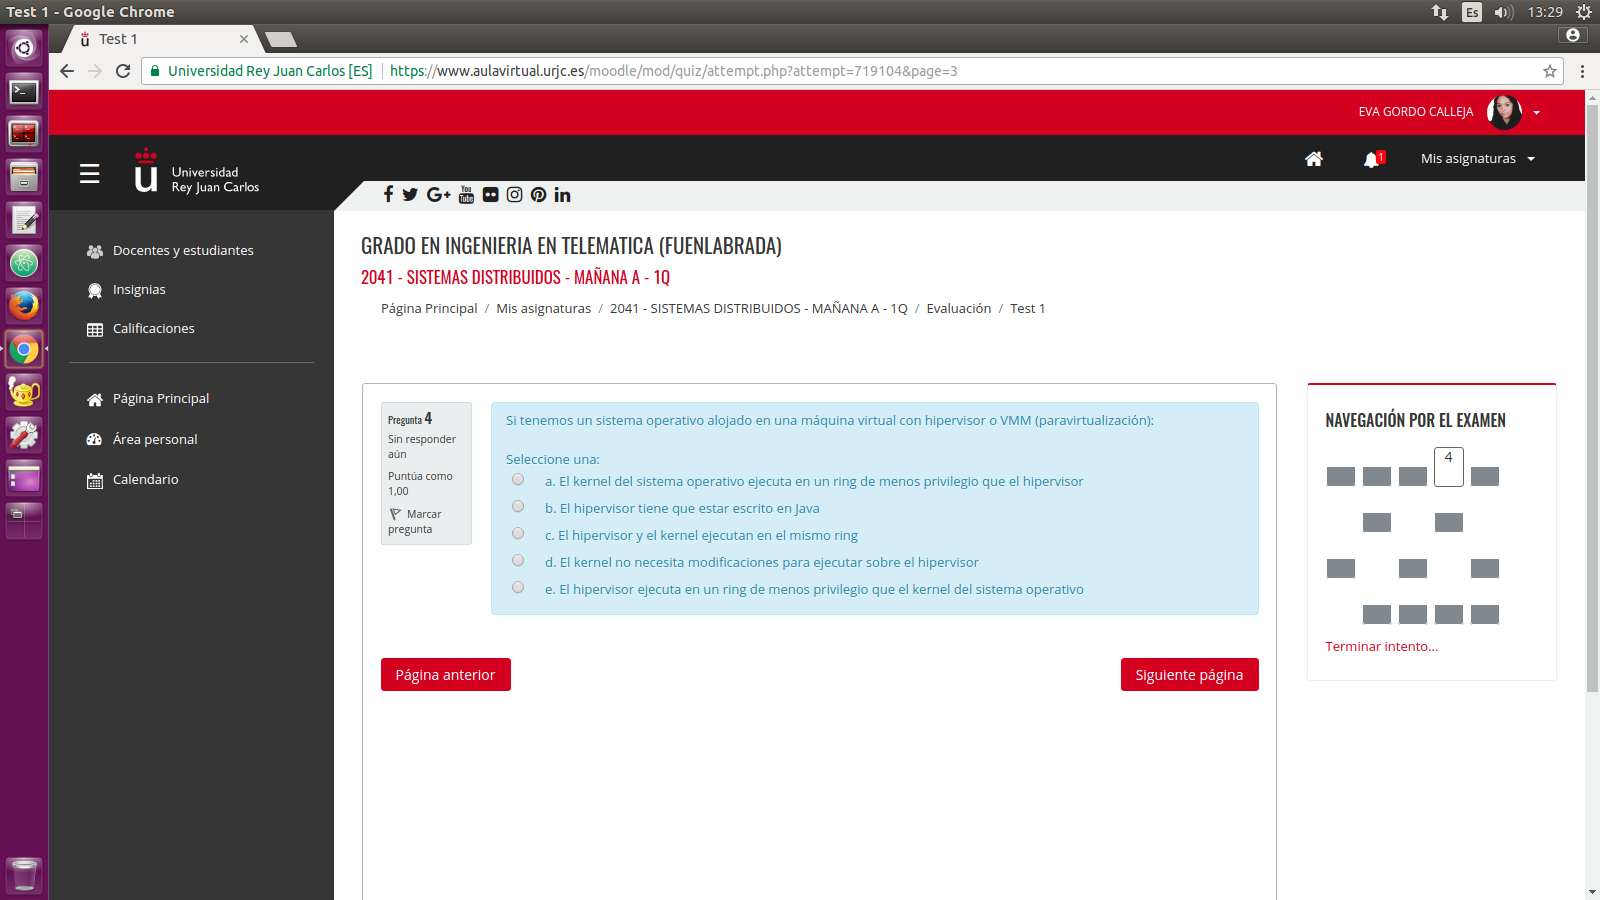 Test 1 - Google Chrome
Es
13:29
Test 1
Universidad Rey Juan Carlos [ES]
https://www.aulavirtual.urjc.es/moodle/mod/quiz/attempt.php?attempt=719104&page=3
EVA GORDO CALLEJA
Universidad
Rey Juan Carlos
1
Mis asignaturas
Docentes y estudiantes
Insignias
Calificaciones
Página Principal
Área personal
Calendario
GRADO EN INGENIERIA EN TELEMATICA (FUENLABRADA)
2041 - SISTEMAS DISTRIBUIDOS - MAÑANA A - 1Q
Página Principal / Mis asignaturas / 2041 - SISTEMAS DISTRIBUIDOS - MAÑANA A - 1Q / Evaluación / Test 1
Pregunta 4
Sin responder
aún
Puntúa como
1,00
Marcar
pregunta
Si tenemos un sistema operativo alojado en una máquina virtual con hipervisor o VMM (paravirtualización):
Seleccione una:
a. El kernel del sistema operativo ejecuta en un ring de menos privilegio que el hipervisor
b. El hipervisor tiene que estar escrito en Java
c. El hipervisor y el kernel ejecutan en el mismo ring
d. El kernel no necesita modificaciones para ejecutar sobre el hipervisor
e. El hipervisor ejecuta en un ring de menos privilegio que el kernel del sistema operativo
Página anterior
Siguiente página
NAVEGACIÓN POR EL EXAMEN
4
Terminar intento...